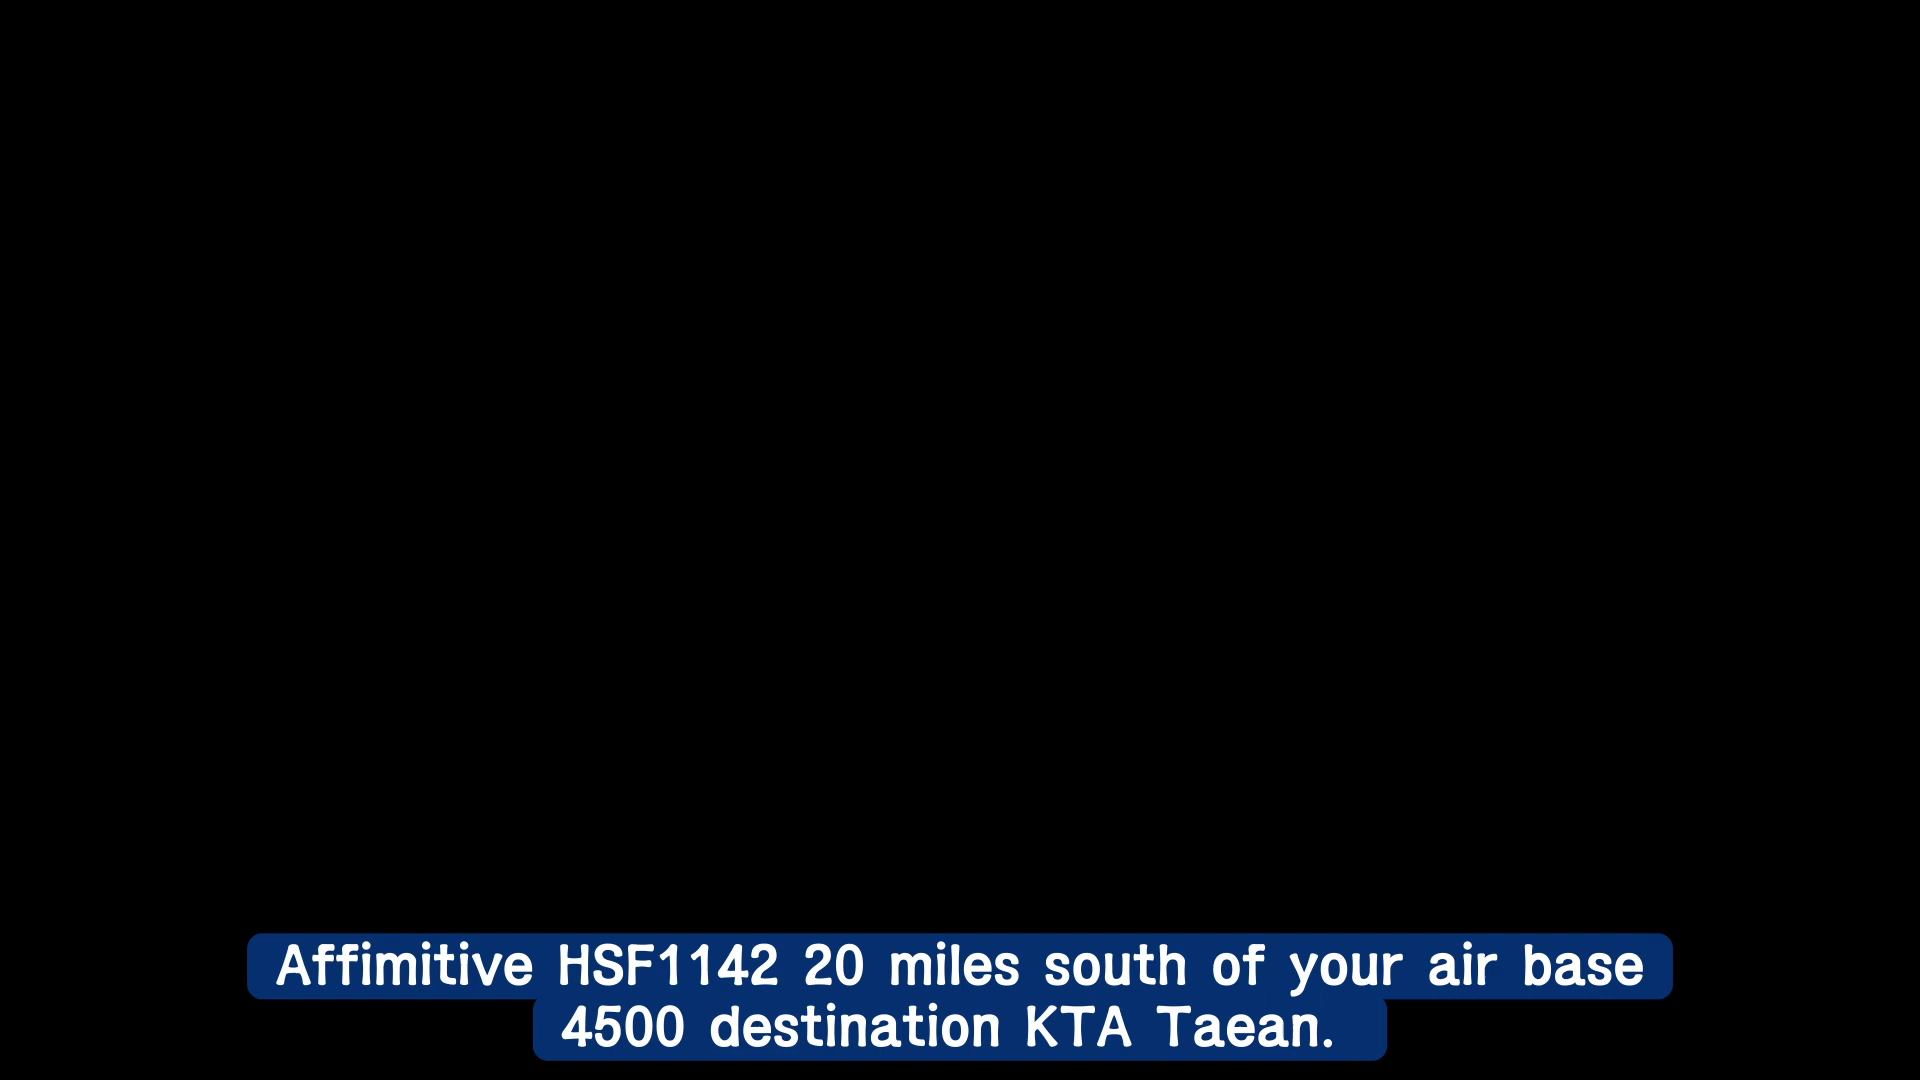 Affimitive HSF1142 20 miles south of your air base
4500 destination KTA Taean.